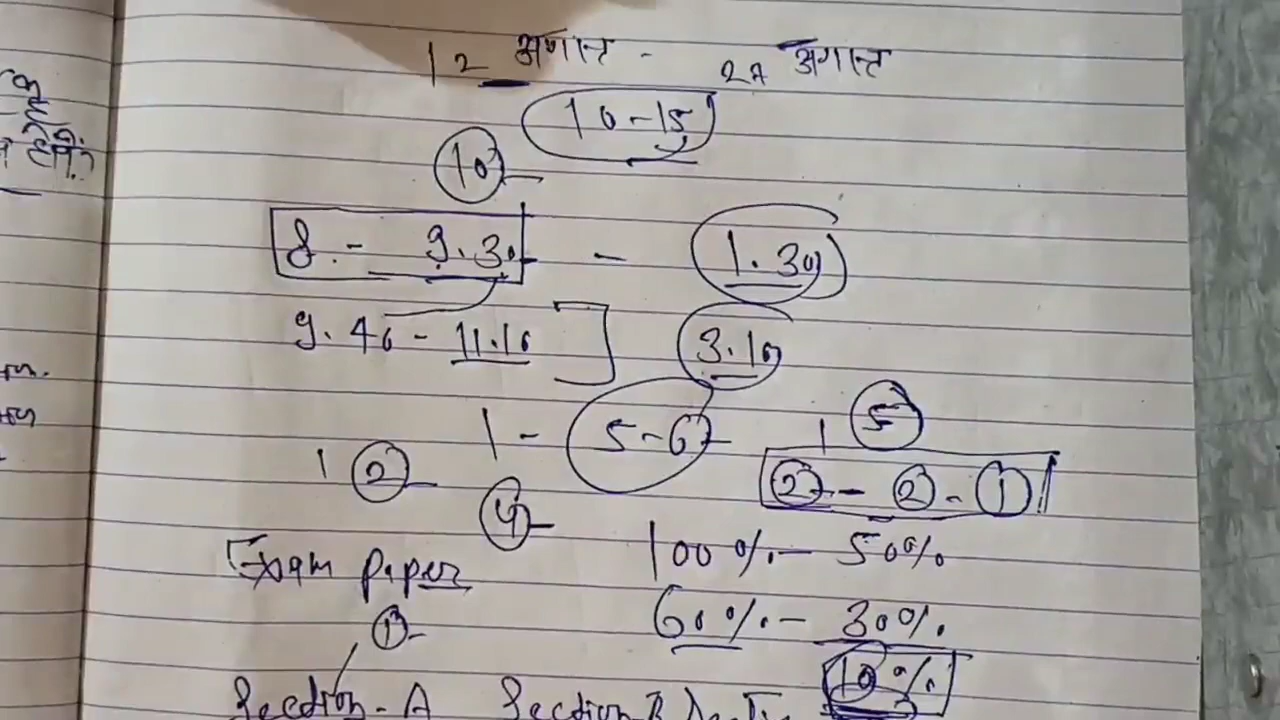 12 अगस्त - 27 अगस्त
10-15
10
8 - 9.30 - 1.30
9.40 - 11.10 3.10
1 - 5-6 1 5
1 2 2 - 2 - 1
4
Exam paper 100% - 50%
1 60% - 30%
10%
Section - A Section-B